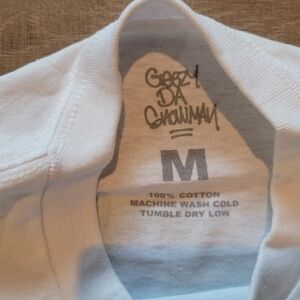 GEEZY
DA
SNOWMAN
M
100% COTTON
MACHINE WASH COLD
TUMBLE DRY LOW